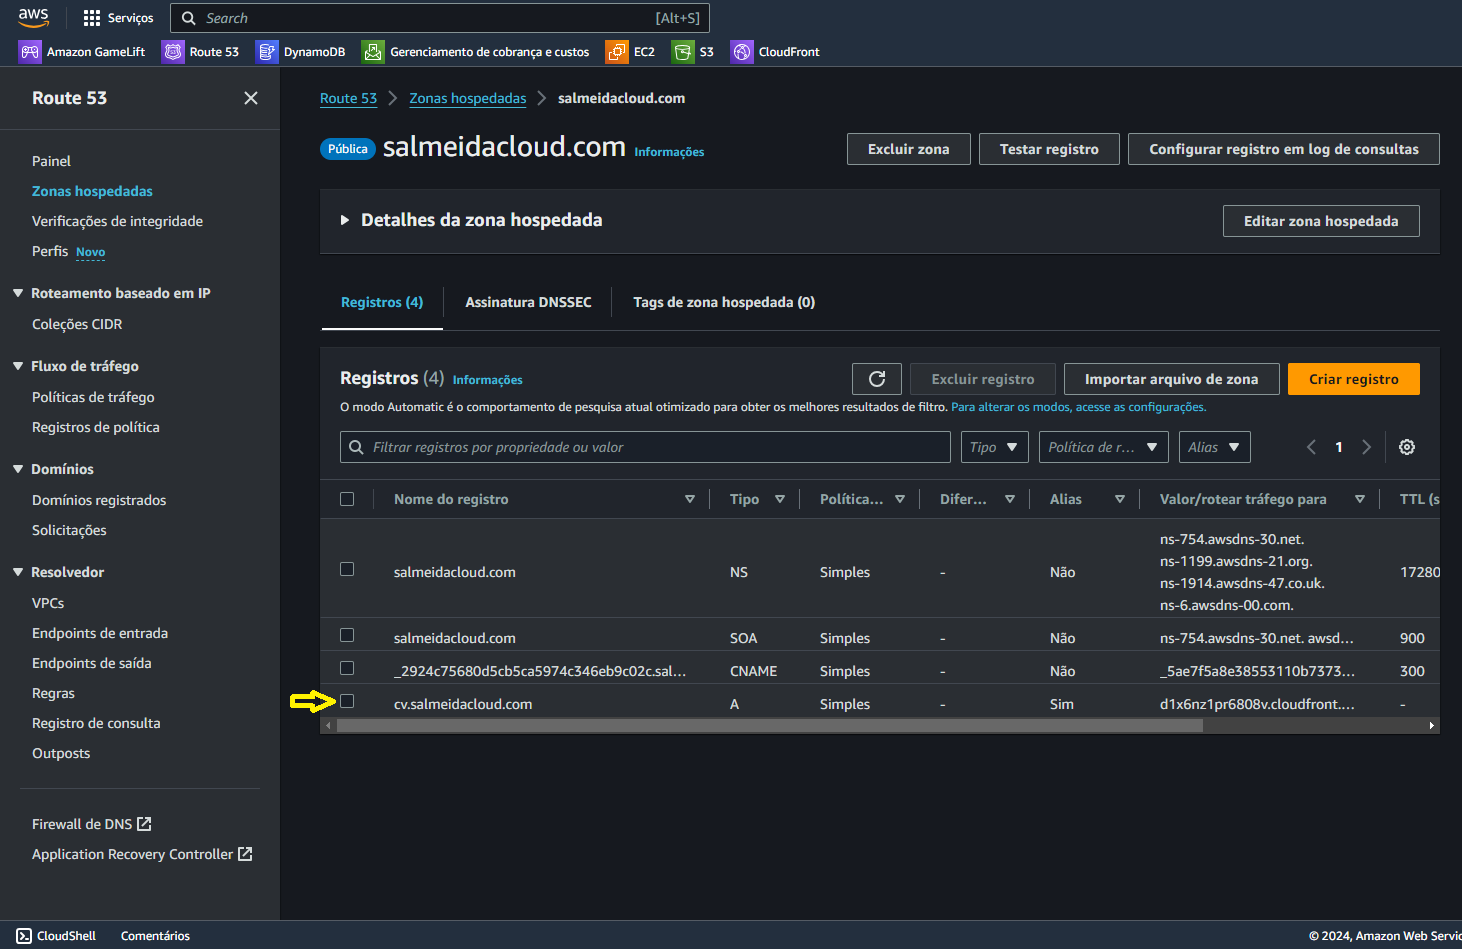 aws Serviços Search [Alt+S]
Amazon GameLift Route 53 DynamoDB Gerenciamento de cobrança e custos EC2 S3 CloudFront
Route 53
Painel
Zonas hospedadas
Verificações de integridade
Perfis Novo
Roteamento baseado em IP
Coleções CIDR
Fluxo de tráfego
Políticas de tráfego
Registros de política
Domínios
Domínios registrados
Solicitações
Resolvedor
VPCs
Endpoints de entrada
Endpoints de saída
Regras
Registro de consulta
Outposts
Firewall de DNS
Application Recovery Controller
Route 53 Zonas hospedadas salmeidacloud.com
Pública salmeidacloud.com Informações Excluir zona Testar registro Configurar registro em log de consultas
Detalhes da zona hospedada Editar zona hospedada
Registros (4) Assinatura DNSSEC Tags de zona hospedada (0)
Registros (4) Informações Excluir registro Importar arquivo de zona Criar registro
O modo Automatic é o comportamento de pesquisa atual otimizado para obter os melhores resultados de filtro. Para alterar os modos, acesse as configurações.
Filtrar registros por propriedade ou valor Tipo Política de r... Alias 1
Nome do registro Tipo Política... Difer... Alias Valor/rotear tráfego para TTL (s
salmeidacloud.com NS Simples - Não ns-754.awsdns-30.net. 17280
ns-1199.awsdns-21.org.
ns-1914.awsdns-47.co.uk.
ns-6.awsdns-00.com.
salmeidacloud.com SOA Simples - Não ns-754.awsdns-30.net. awsd... 900
_2924c75680d5cb5ca5974c346eb9c02c.sal... CNAME Simples - Não _5ae7f5a8e38553110b7373... 300
cv.salmeidacloud.com A Simples - Sim d1x6nz1pr6808v.cloudfront.... -
CloudShell Comentários © 2024, Amazon Web Servic